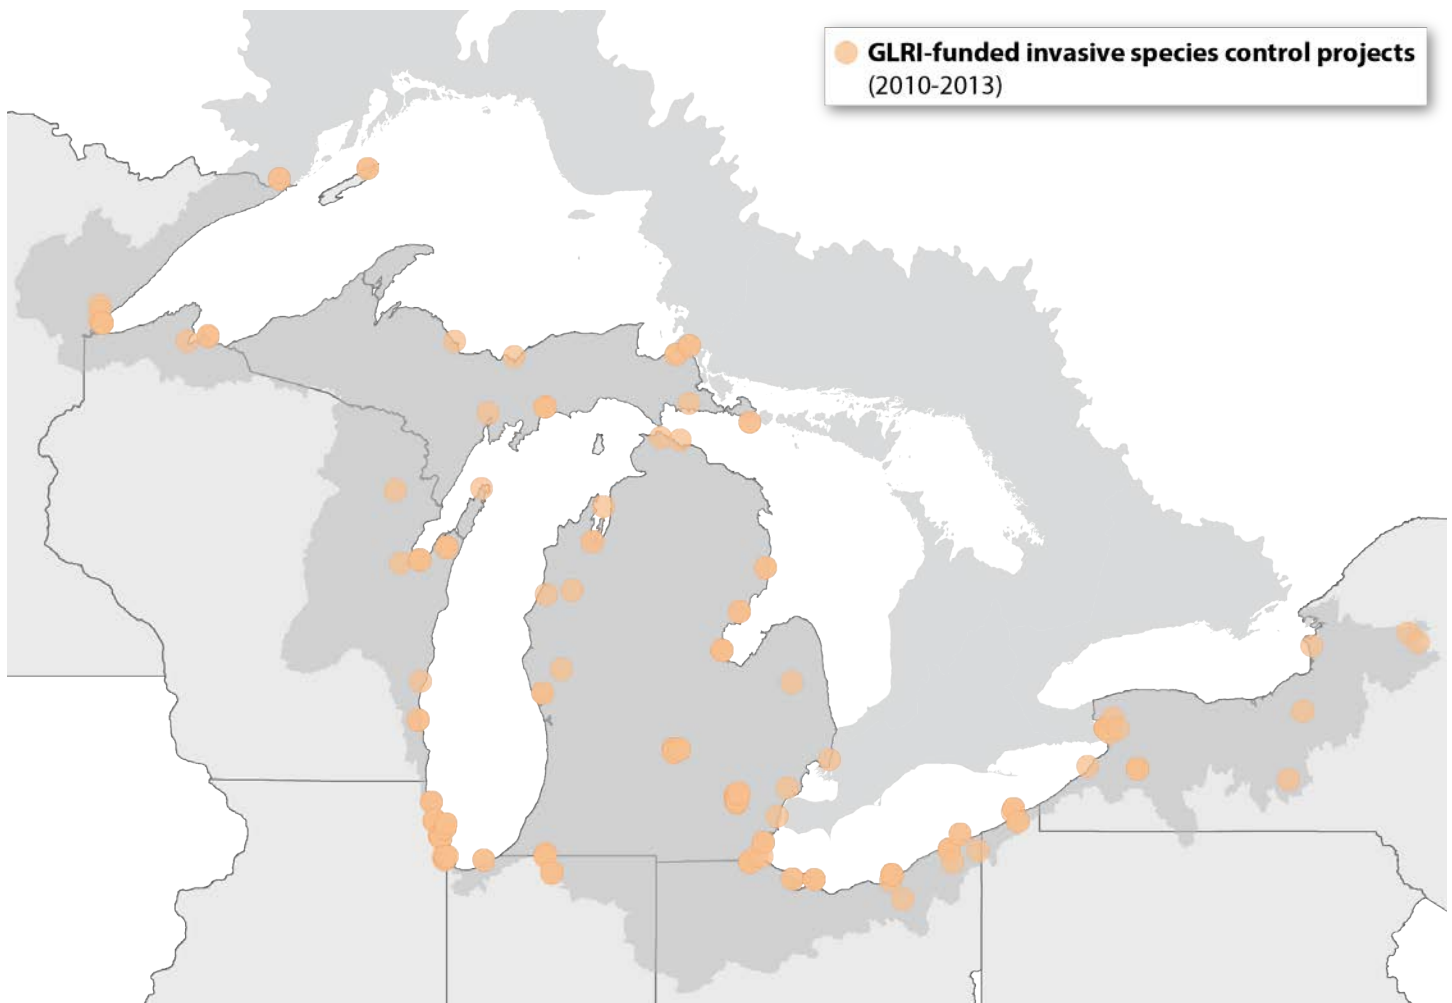 GLRI-funded invasive species control projects
(2010-2013)